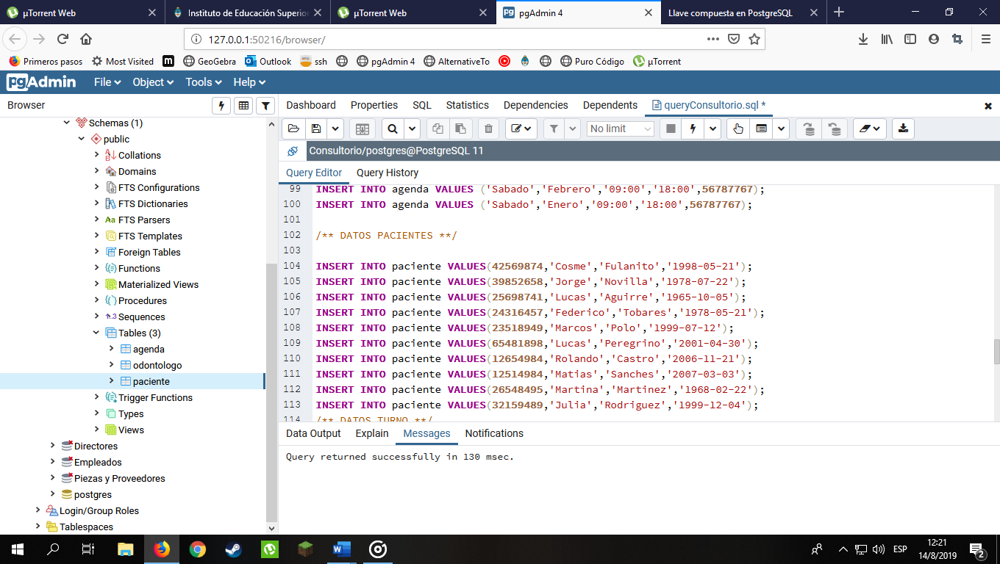 µTorrent Web
Instituto de Educación Superior
µTorrent Web
pgAdmin 4
Llave compuesta en PostgreSQL
127.0.0.1:50216/browser/
Primeros pasos
Most Visited
m
GeoGebra
Outlook
ssh
pgAdmin 4
AlternativeTo
Puro Código
µTorrent
pgAdmin
File
Object
Tools
Help
Browser
Dashboard
Properties
SQL
Statistics
Dependencies
Dependents
queryConsultorio.sql *
No limit
Consultorio/postgres@PostgreSQL 11
Query Editor
Query History
Schemas (1)
public
Collations
Domains
FTS Configurations
FTS Dictionaries
Aa FTS Parsers
FTS Templates
Foreign Tables
Functions
Materialized Views
Procedures
1..3 Sequences
Tables (3)
agenda
odontologo
paciente
Trigger Functions
Types
Views
Directores
Empleados
Piezas y Proveedores
postgres
Login/Group Roles
Tablespaces
99 INSERT INTO agenda VALUES ('Sabado','Febrero','09:00','18:00',56787767);
100 INSERT INTO agenda VALUES ('Sabado','Enero','09:00','18:00',56787767);
101
102 /** DATOS PACIENTES **/
103
104 INSERT INTO paciente VALUES(42569874,'Cosme','Fulanito','1998-05-21');
105 INSERT INTO paciente VALUES(39852658,'Jorge','Novilla','1978-07-22');
106 INSERT INTO paciente VALUES(25698741,'Lucas','Aguirre','1965-10-05');
107 INSERT INTO paciente VALUES(24316457,'Federico','Tobares','1978-05-21');
108 INSERT INTO paciente VALUES(23518949,'Marcos','Polo','1999-07-12');
109 INSERT INTO paciente VALUES(65481898,'Lucas','Peregrino','2001-04-30');
110 INSERT INTO paciente VALUES(12654984,'Rolando','Castro','2006-11-21');
111 INSERT INTO paciente VALUES(12514984,'Matias','Sanches','2007-03-03');
112 INSERT INTO paciente VALUES(26548495,'Martina','Martinez','1968-02-22');
113 INSERT INTO paciente VALUES(32159489,'Julia','Rodriguez','1999-12-04');
114 /** DATOS TURNO **/
Data Output
Explain
Messages
Notifications
Query returned successfully in 130 msec.
ESP
12:21
14/8/2019
2